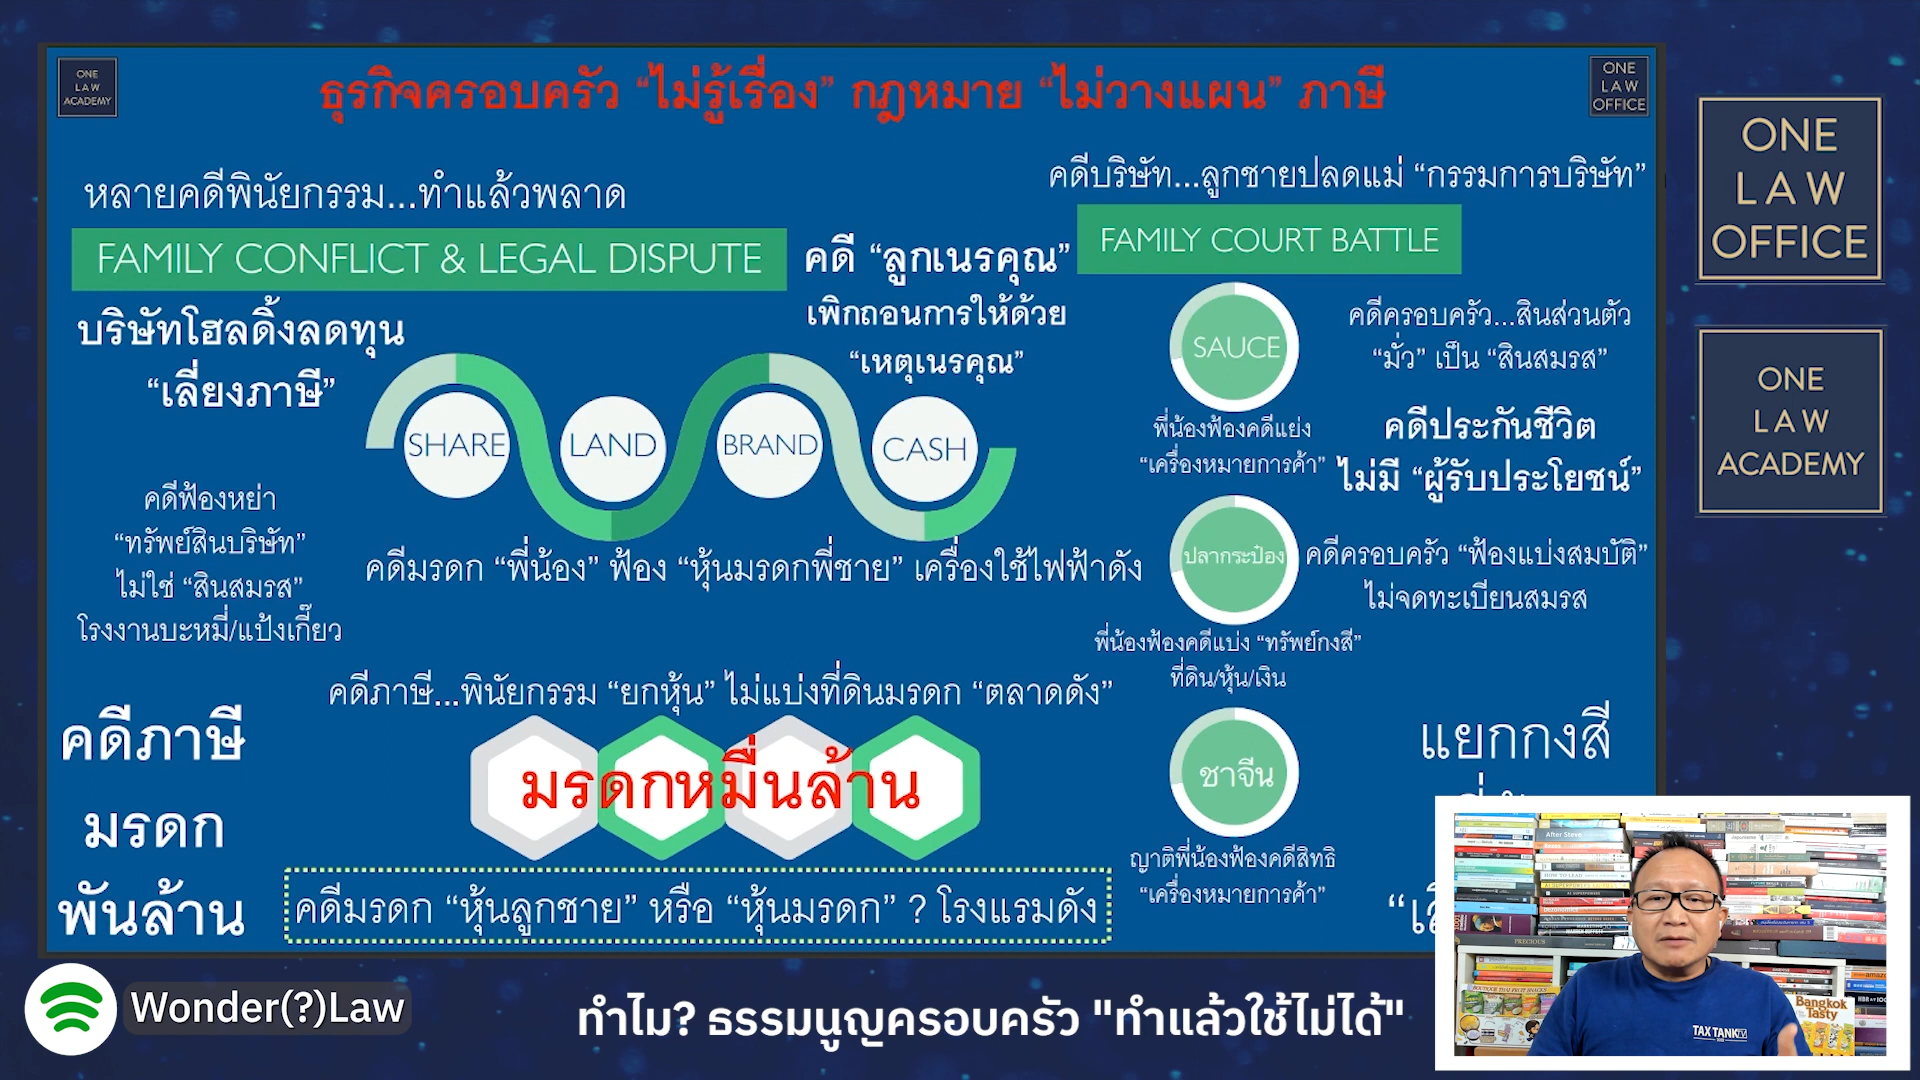 ONE
LAW
ACADEMY
ธุรกิจครอบครัว “ไม่รู้เรื่อง” กฎหมาย “ไม่วางแผน” ภาษี
ONE
LAW
OFFICE
หลายคดีพินัยกรรม...ทำแล้วพลาด
FAMILY CONFLICT & LEGAL DISPUTE
คดี “ลูกเนรคุณ”
เพิกถอนการให้ด้วย
“เหตุเนรคุณ”
บริษัทโฮลดิ้งลดทุน
“เลี่ยงภาษี”
SHARE
LAND
BRAND
CASH
คดีฟ้องหย่า
“ทรัพย์สินบริษัท”
ไม่ใช่ “สินสมรส”
โรงงานบะหมี่/แป้งเกี๊ยว
คดีมรดก “พี่น้อง” ฟ้อง “หุ้นมรดกพี่ชาย” เครื่องใช้ไฟฟ้าดัง
คดีบริษัท...ลูกชายปลดแม่ “กรรมการบริษัท”
FAMILY COURT BATTLE
SAUCE
พี่น้องฟ้องคดีแย่ง
“เครื่องหมายการค้า”
คดีครอบครัว...สินส่วนตัว
“มั่ว” เป็น “สินสมรส”
คดีประกันชีวิต
ไม่มี “ผู้รับประโยชน์”
ปลากระป๋อง
พี่น้องฟ้องคดีแบ่ง “ทรัพย์กงสี”
ที่ดิน/หุ้น/เงิน
คดีครอบครัว “ฟ้องแบ่งสมบัติ”
ไม่จดทะเบียนสมรส
คดีภาษี...พินัยกรรม “ยกหุ้น” ไม่แบ่งที่ดินมรดก “ตลาดดัง”
คดีภาษี
มรดก
พันล้าน
มรดกหมื่นล้าน
คดีมรดก “หุ้นลูกชาย” หรือ “หุ้นมรดก” ? โรงแรมดัง
ชาจีน
ญาติพี่น้องฟ้องคดีสิทธิ
“เครื่องหมายการค้า”
แยกกงสี
ONE
LAW
OFFICE
ONE
LAW
ACADEMY
Wonder(?)Law
ทำไม? ธรรมนูญครอบครัว "ทำแล้วใช้ไม่ได้"
After Steve
PRECIOUS
Bangkok
Tasty
TAX TANK TV